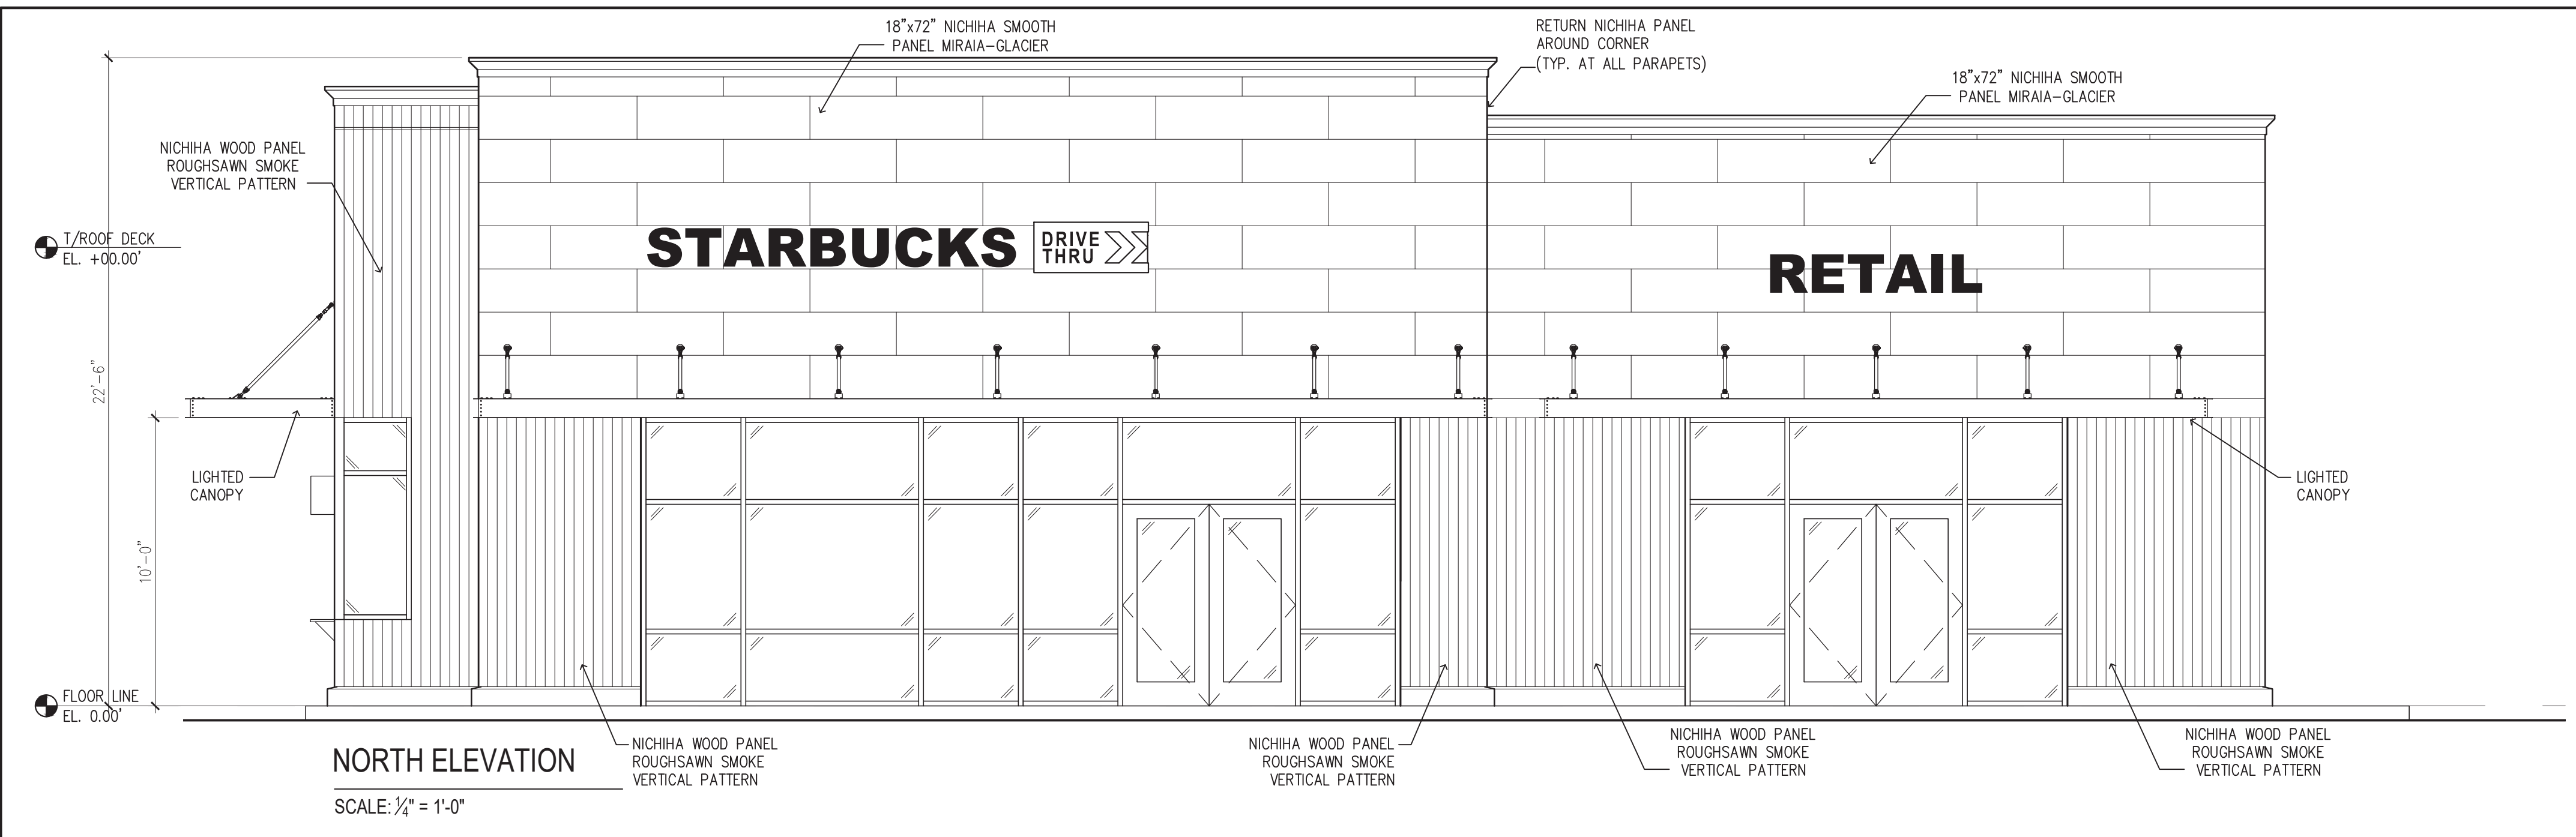 18"x72" NICHIHA SMOOTH
PANEL MIRAIA-GLACIER
RETURN NICHIHA PANEL
AROUND CORNER
(TYP. AT ALL PARAPETS)
18"x72" NICHIHA SMOOTH
PANEL MIRAIA-GLACIER
NICHIHA WOOD PANEL
ROUGHSAWN SMOKE
VERTICAL PATTERN
T/ROOF DECK
EL. +00.00'
STARBUCKS
DRIVE
THRU
RETAIL
22'-6"
10'-0"
LIGHTED
CANOPY
LIGHTED
CANOPY
FLOOR LINE
EL. 0.00'
NICHIHA WOOD PANEL
ROUGHSAWN SMOKE
VERTICAL PATTERN
NICHIHA WOOD PANEL
ROUGHSAWN SMOKE
VERTICAL PATTERN
NICHIHA WOOD PANEL
ROUGHSAWN SMOKE
VERTICAL PATTERN
NICHIHA WOOD PANEL
ROUGHSAWN SMOKE
VERTICAL PATTERN
NORTH ELEVATION
SCALE: 1/4" = 1'-0"